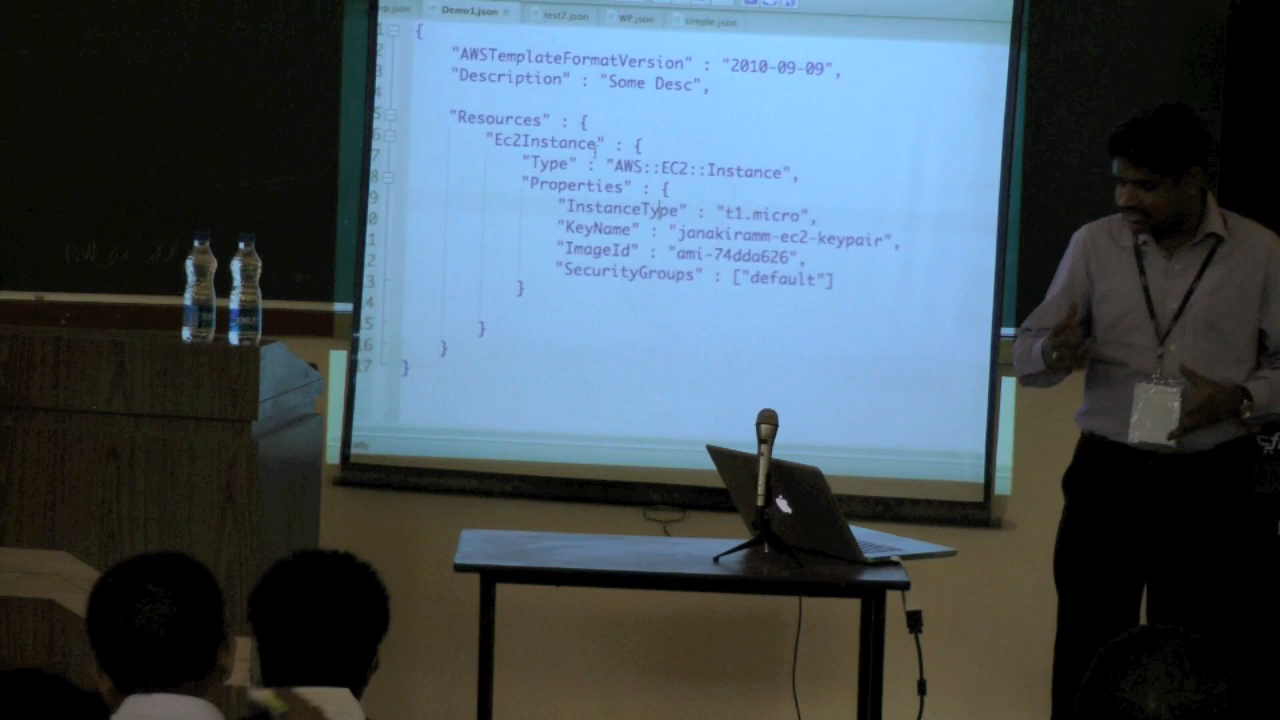 Demo1.json test2.json WP.json simple.json
{
"AWSTemplateFormatVersion" : "2010-09-09",
"Description" : "Some Desc",
"Resources" : {
"Ec2Instance" : {
"Type" : "AWS::EC2::Instance",
"Properties" : {
"InstanceType" : "t1.micro",
"KeyName" : "janakiramm-ec2-keypair",
"ImageId" : "ami-74dda626",
"SecurityGroups" : ["default"]
}
}
}
}